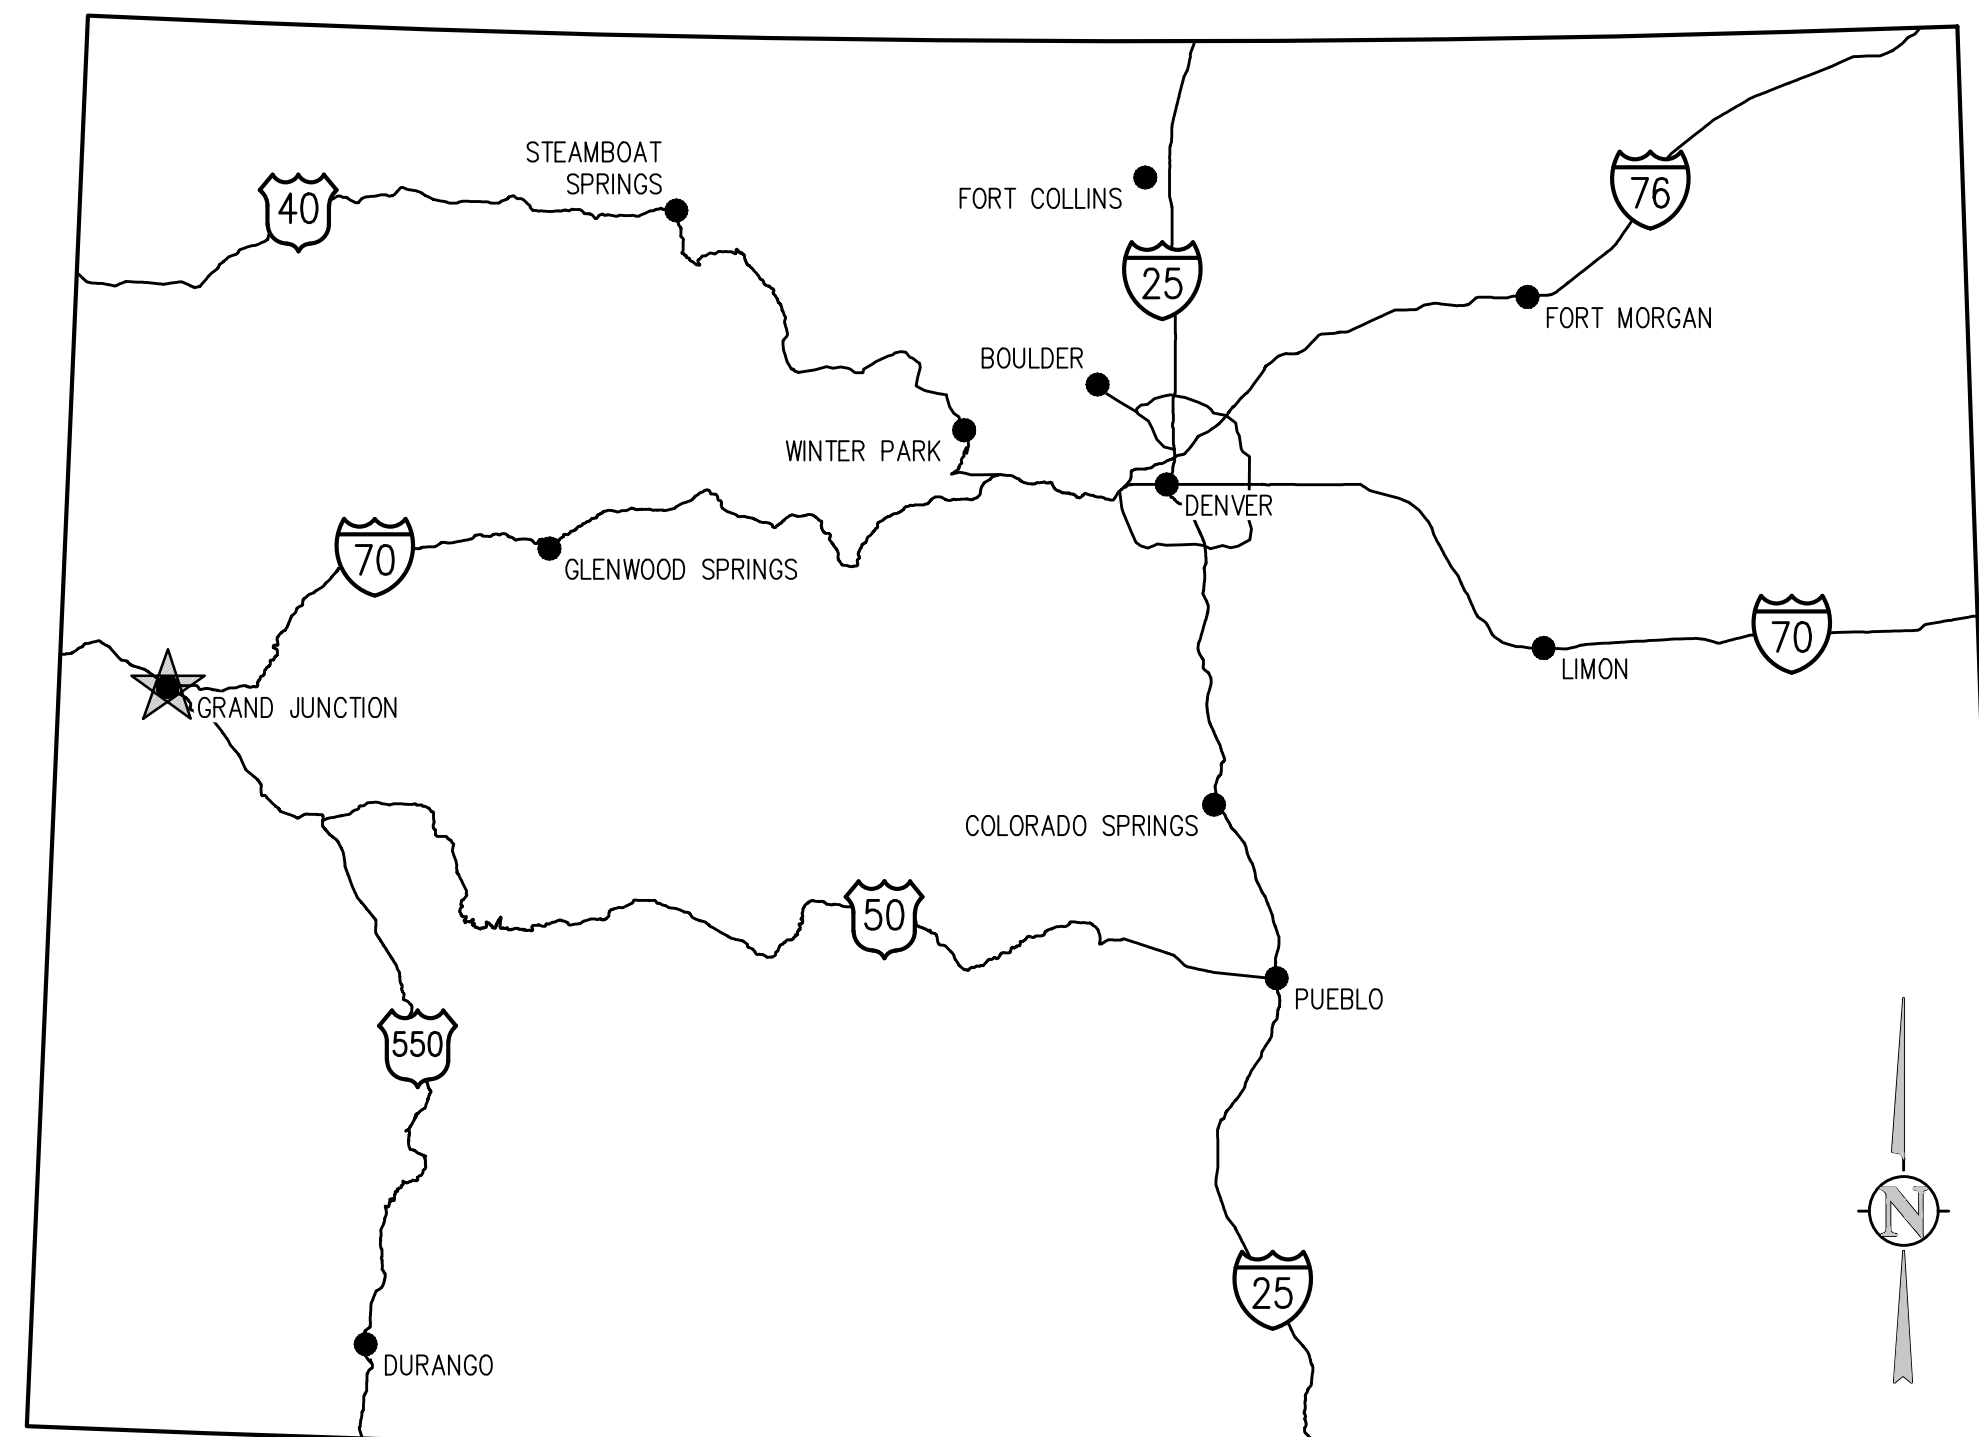 STEAMBOAT
SPRINGS
40
FORT COLLINS
76
25
FORT MORGAN
BOULDER
WINTER PARK
DENVER
70
GLENWOOD SPRINGS
70
LIMON
GRAND JUNCTION
COLORADO SPRINGS
50
PUEBLO
550
N
25
DURANGO